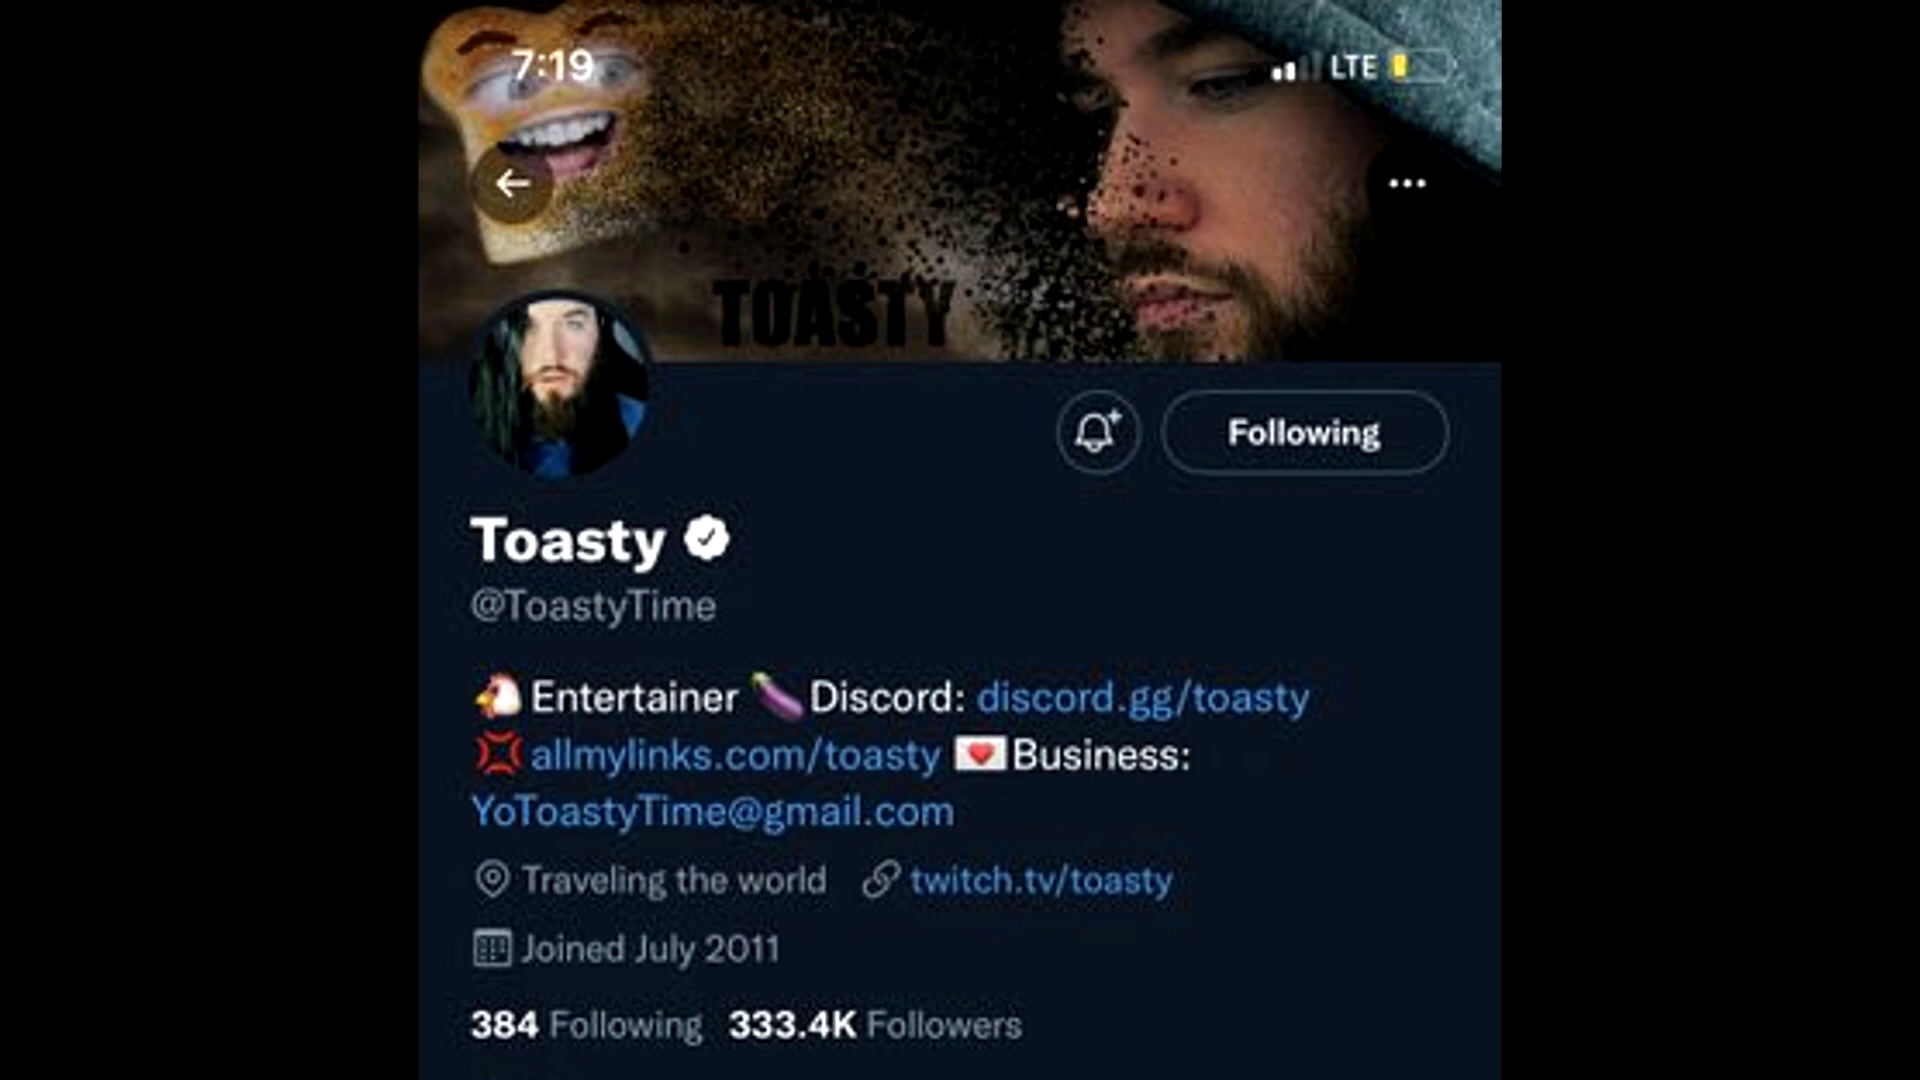 7:19 LTE
TOASTY
Following
Toasty
@ToastyTime
🐔Entertainer 🍆Discord: discord.gg/toasty
💢allmylinks.com/toasty 💌Business:
YoToastyTime@gmail.com
Traveling the world twitch.tv/toasty
Joined July 2011
384 Following 333.4K Followers